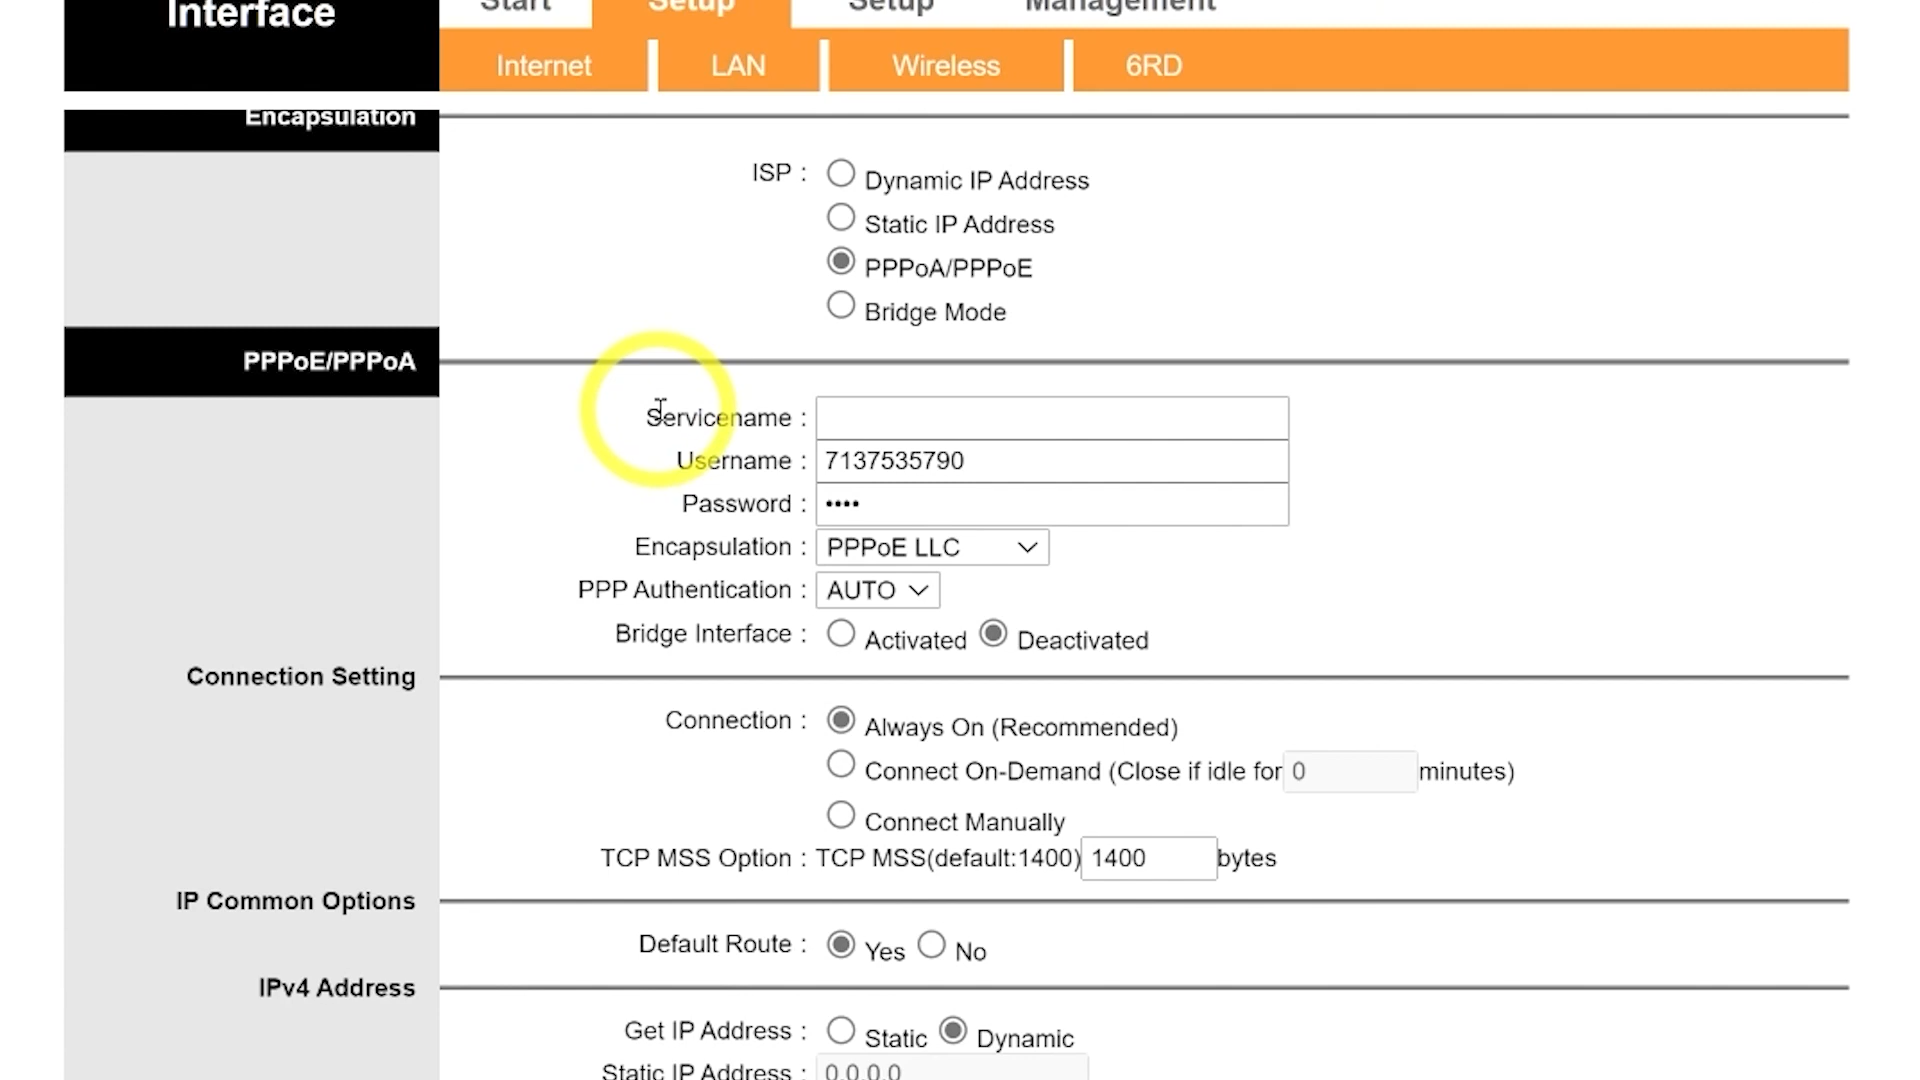 Interface
Start Setup Setup Management
Internet LAN Wireless 6RD
Encapsulation
ISP : Dynamic IP Address
Static IP Address
PPPoA/PPPoE
Bridge Mode
PPPoE/PPPoA
Servicename :
Username : 7137535790
Password : ••••
Encapsulation : PPPoE LLC
PPP Authentication : AUTO
Bridge Interface : Activated Deactivated
Connection Setting
Connection : Always On (Recommended)
Connect On-Demand (Close if idle for 0 minutes)
Connect Manually
TCP MSS Option : TCP MSS(default:1400) 1400 bytes
IP Common Options
Default Route : Yes No
IPv4 Address
Get IP Address : Static Dynamic
Static IP Address : 0.0.0.0